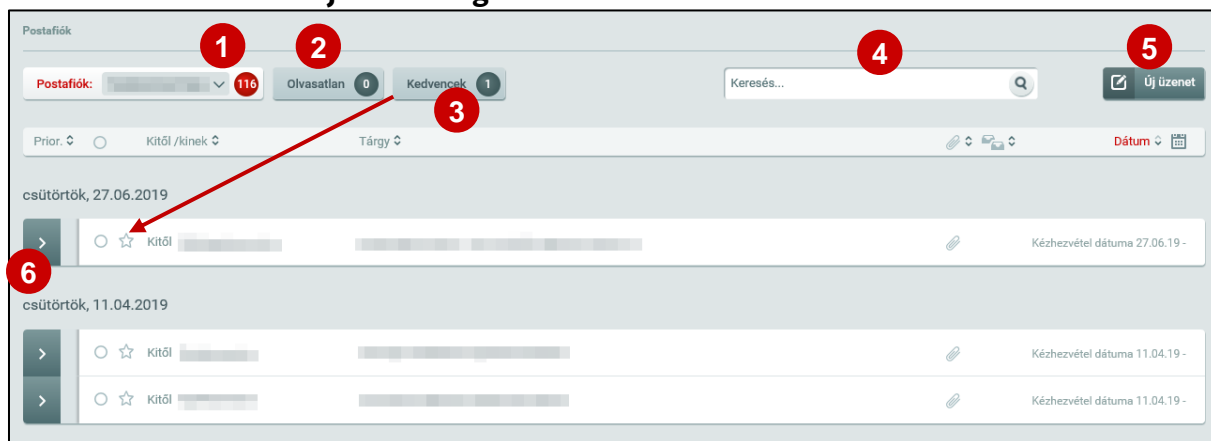 Postafiók
1 2 3 4 5
Postafiók: 116 Olvasatlan 0 Kedvencek 1 Keresés... Új üzenet
Prior. Kitől /kinek Tárgy Dátum
csütörtök, 27.06.2019
Kitől Kézhezvétel dátuma 27.06.19 -
6
csütörtök, 11.04.2019
Kitől Kézhezvétel dátuma 11.04.19 -
Kitől Kézhezvétel dátuma 11.04.19 -